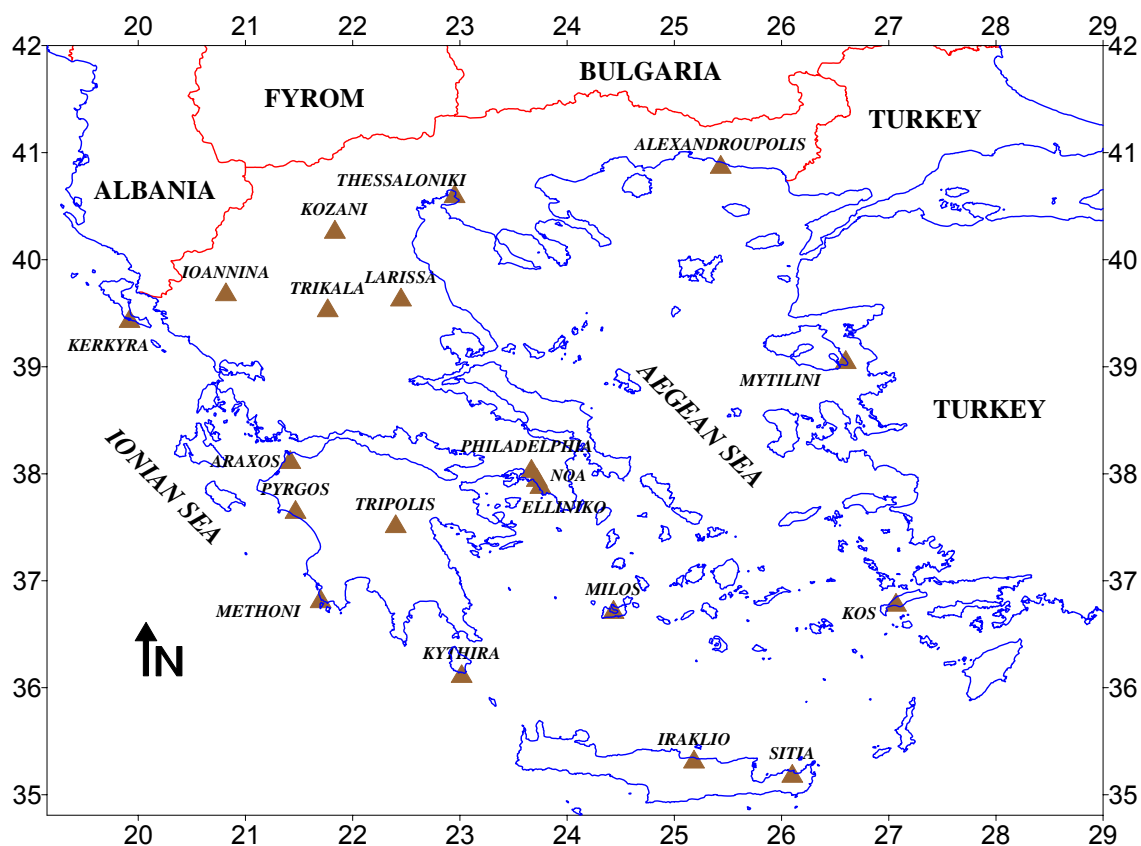 20 21 22 23 24 25 26 27 28 29
42 42
BULGARIA
FYROM
TURKEY
ALEXANDROUPOLIS
41 41
THESSALONIKI
ALBANIA
KOZANI
40 40
IOANNINA
LARISSA
TRIKALA
KERKYRA
39 39
MYTILINI
AEGEAN SEA
TURKEY
IONIAN SEA
PHILADELPHIA
ARAXOS
38 38
NOA
PYRGOS
TRIPOLIS
ELLINIKO
37 37
MILOS
METHONI
KOS
N
KYTHIRA
36 36
IRAKLIO
SITIA
35 35
20 21 22 23 24 25 26 27 28 29